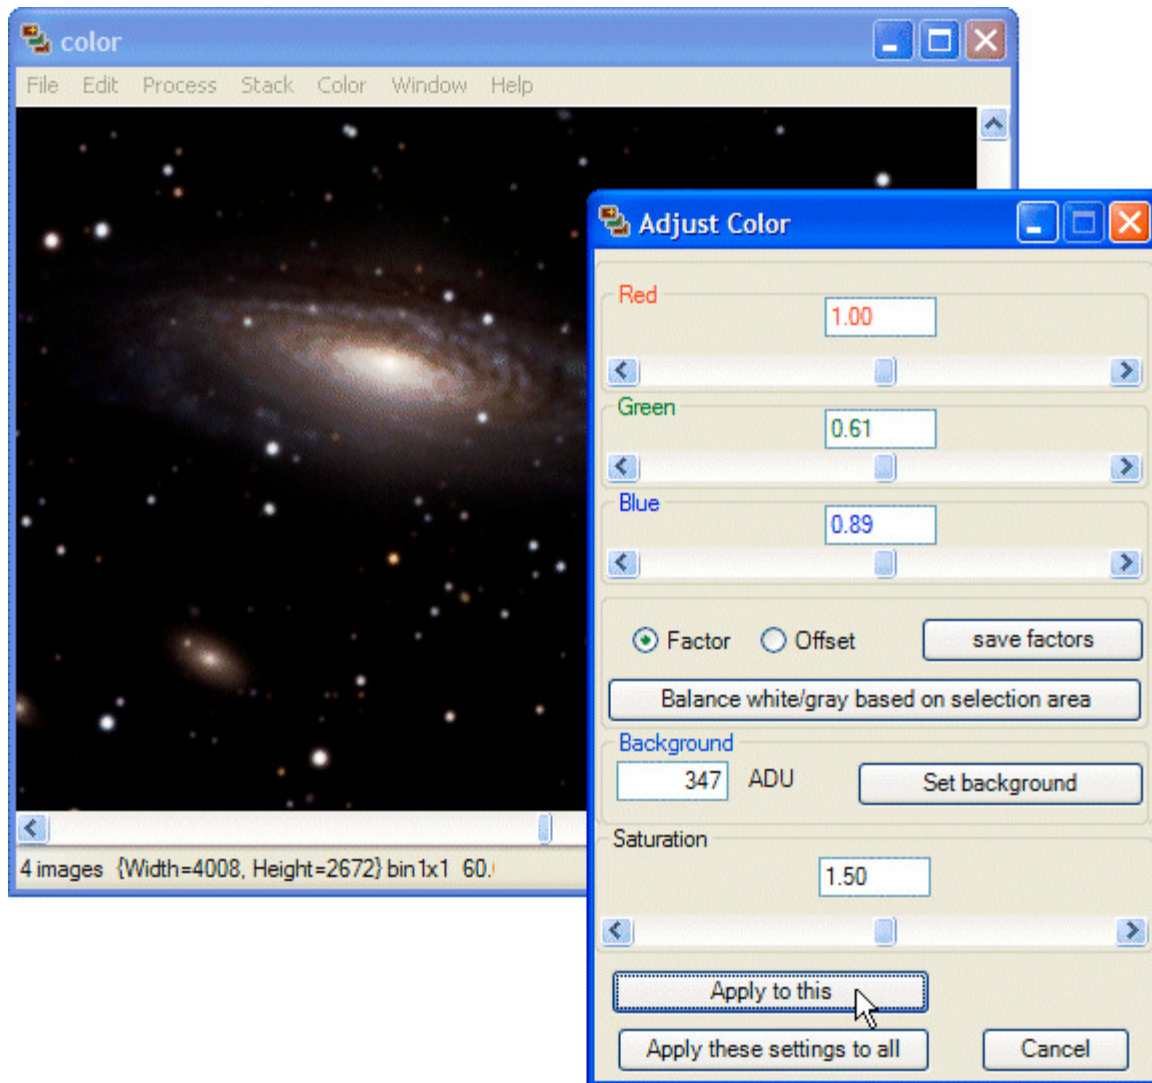 color
File Edit Process Stack Color Window Help
4 images {Width=4008, Height=2672} bin1x1 60.
Adjust Color
Red
1.00
Green
0.61
Blue
0.89
Factor Offset save factors
Balance white/gray based on selection area
Background
347 ADU Set background
Saturation
1.50
Apply to this
Apply these settings to all Cancel